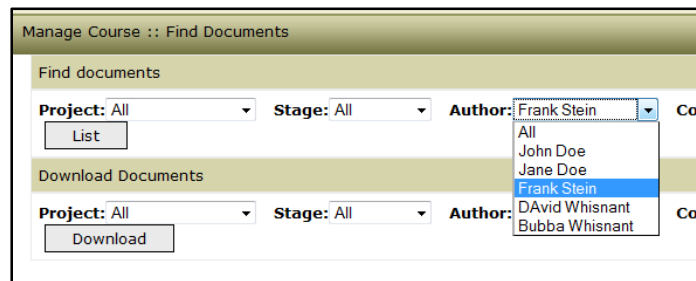 Manage Course :: Find Documents
Find documents
Project: All Stage: All Author: Frank Stein Co
List
All
John Doe
Jane Doe
Frank Stein
DAvid Whisnant
Bubba Whisnant
Download Documents
Project: All Stage: All Author: Co
Download